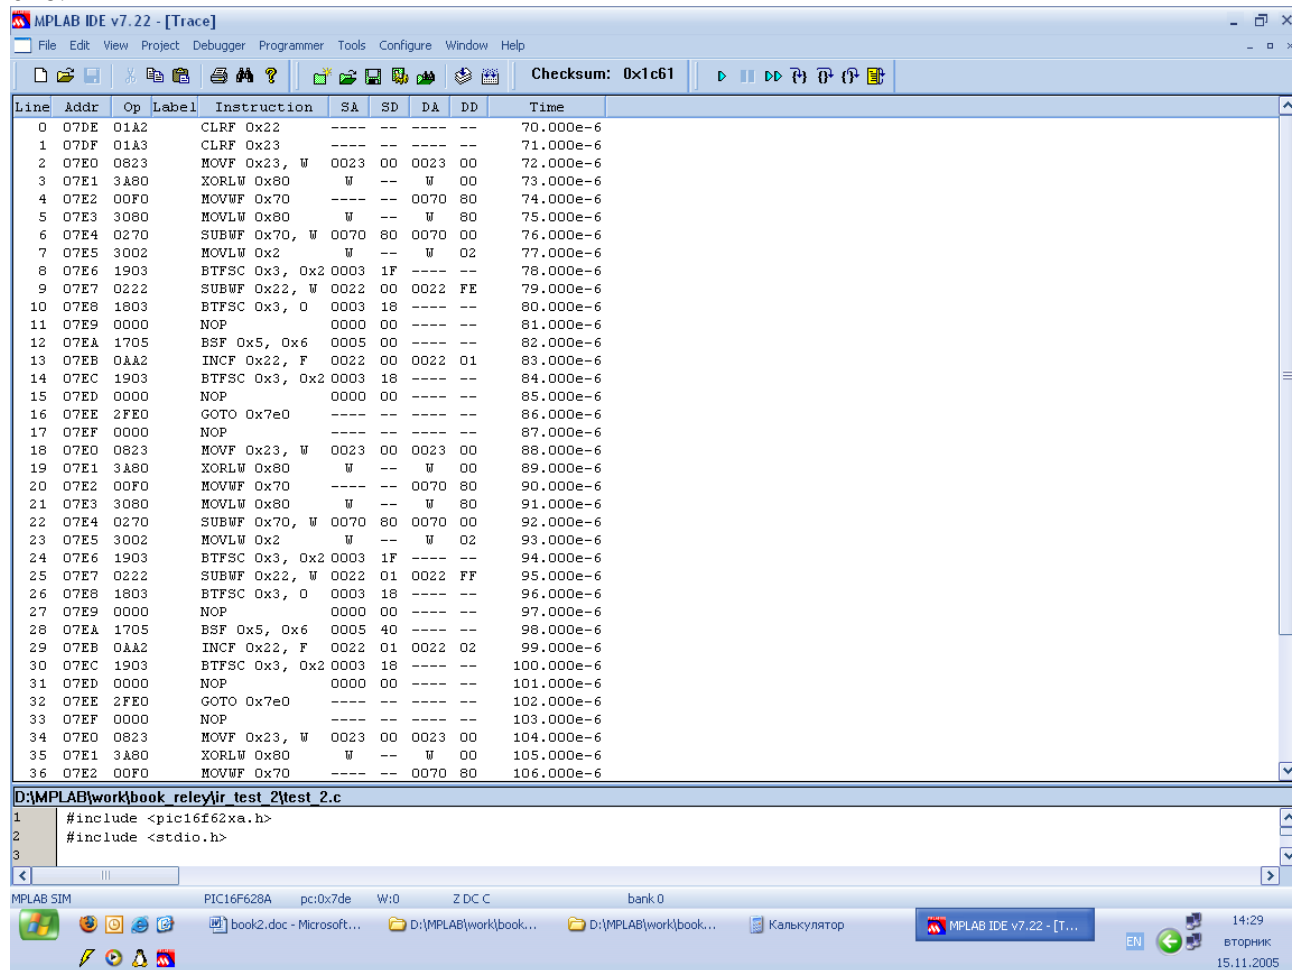 MPLAB IDE v7.22 - [Trace]
File Edit View Project Debugger Programmer Tools Configure Window Help
Checksum: 0x1c61
Line Addr Op Label Instruction SA SD DA DD Time
0 07DE 01A2 CLRF 0x22 ---- -- ---- -- 70.000e-6
1 07DF 01A3 CLRF 0x23 ---- -- ---- -- 71.000e-6
2 07E0 0823 MOVF 0x23, W 0023 00 0023 00 72.000e-6
3 07E1 3A80 XORLW 0x80 W -- W 00 73.000e-6
4 07E2 00F0 MOVWF 0x70 ---- -- 0070 80 74.000e-6
5 07E3 3080 MOVLW 0x80 W -- W 80 75.000e-6
6 07E4 0270 SUBWF 0x70, W 0070 80 0070 00 76.000e-6
7 07E5 3002 MOVLW 0x2 W -- W 02 77.000e-6
8 07E6 1903 BTFSC 0x3, 0x2 0003 1F ---- -- 78.000e-6
9 07E7 0222 SUBWF 0x22, W 0022 00 0022 FE 79.000e-6
10 07E8 1803 BTFSC 0x3, 0 0003 18 ---- -- 80.000e-6
11 07E9 0000 NOP 0000 00 ---- -- 81.000e-6
12 07EA 1705 BSF 0x5, 0x6 0005 00 ---- -- 82.000e-6
13 07EB 0AA2 INCF 0x22, F 0022 00 0022 01 83.000e-6
14 07EC 1903 BTFSC 0x3, 0x2 0003 18 ---- -- 84.000e-6
15 07ED 0000 NOP 0000 00 ---- -- 85.000e-6
16 07EE 2FE0 GOTO 0x7e0 ---- -- ---- -- 86.000e-6
17 07EF 0000 NOP ---- -- ---- -- 87.000e-6
18 07E0 0823 MOVF 0x23, W 0023 00 0023 00 88.000e-6
19 07E1 3A80 XORLW 0x80 W -- W 00 89.000e-6
20 07E2 00F0 MOVWF 0x70 ---- -- 0070 80 90.000e-6
21 07E3 3080 MOVLW 0x80 W -- W 80 91.000e-6
22 07E4 0270 SUBWF 0x70, W 0070 80 0070 00 92.000e-6
23 07E5 3002 MOVLW 0x2 W -- W 02 93.000e-6
24 07E6 1903 BTFSC 0x3, 0x2 0003 1F ---- -- 94.000e-6
25 07E7 0222 SUBWF 0x22, W 0022 01 0022 FF 95.000e-6
26 07E8 1803 BTFSC 0x3, 0 0003 18 ---- -- 96.000e-6
27 07E9 0000 NOP 0000 00 ---- -- 97.000e-6
28 07EA 1705 BSF 0x5, 0x6 0005 40 ---- -- 98.000e-6
29 07EB 0AA2 INCF 0x22, F 0022 01 0022 02 99.000e-6
30 07EC 1903 BTFSC 0x3, 0x2 0003 18 ---- -- 100.000e-6
31 07ED 0000 NOP 0000 00 ---- -- 101.000e-6
32 07EE 2FE0 GOTO 0x7e0 ---- -- ---- -- 102.000e-6
33 07EF 0000 NOP ---- -- ---- -- 103.000e-6
34 07E0 0823 MOVF 0x23, W 0023 00 0023 00 104.000e-6
35 07E1 3A80 XORLW 0x80 W -- W 00 105.000e-6
36 07E2 00F0 MOVWF 0x70 ---- -- 0070 80 106.000e-6
D:\MPLAB\work\book_reley\ir_test_2\test_2.c
1 #include <pic16f62xa.h>
2 #include <stdio.h>
3
MPLAB SIM PIC16F628A pc:0x7de W:0 Z DC C bank 0
book2.doc - Microsoft... D:\MPLAB\work\book... D:\MPLAB\work\book... Калькулятор MPLAB IDE v7.22 - [T... EN 14:29
вторник
15.11.2005